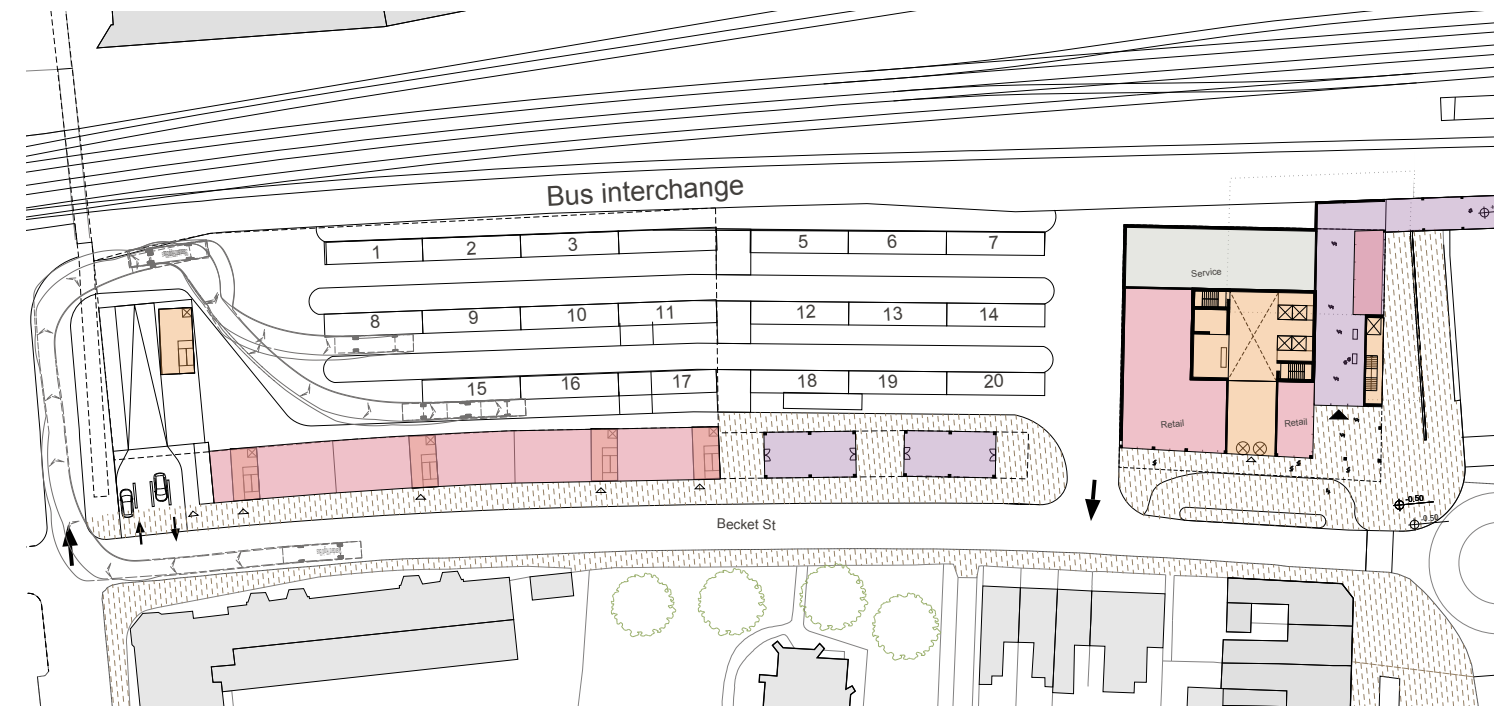 Bus interchange
1 2 3 5 6 7
Service
8 9 10 11 12 13 14
15 16 17 18 19 20
Retail
Retail
-0.50
-0.50
Becket St